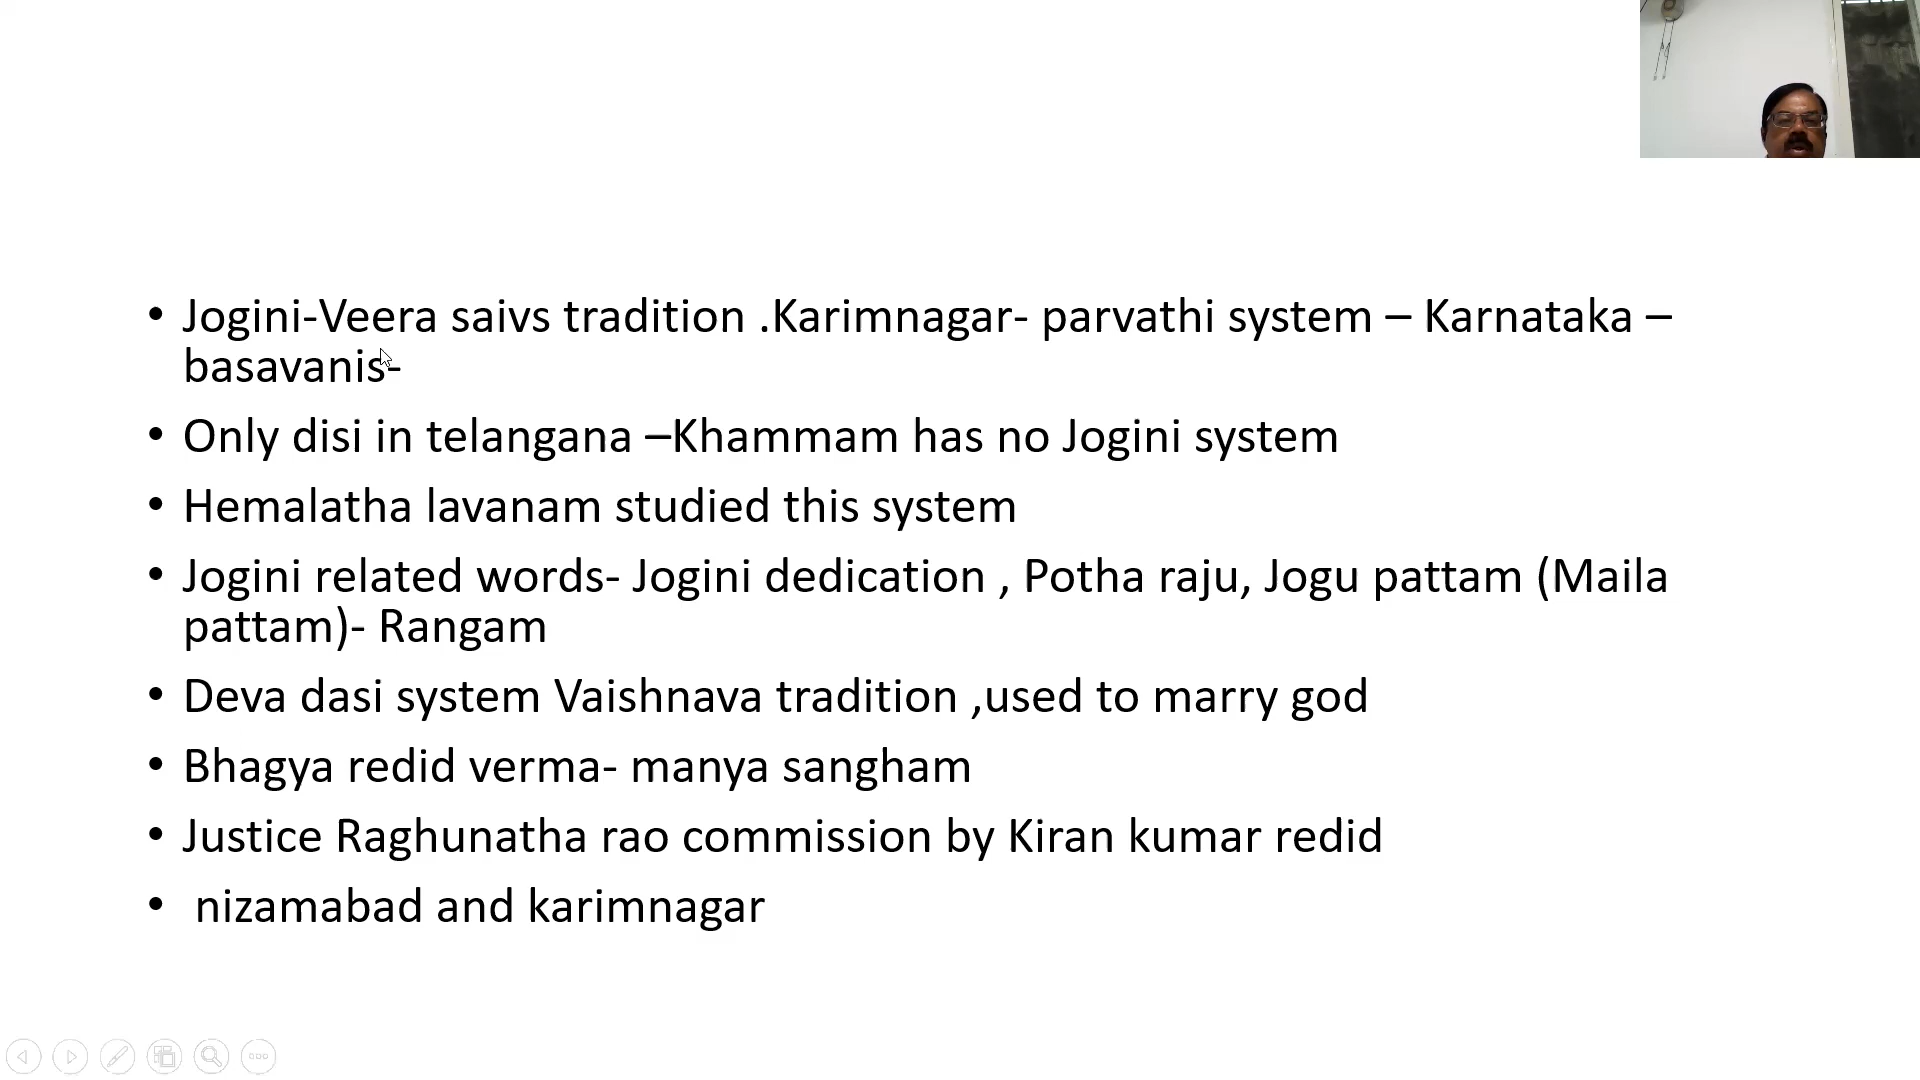 • Jogini-Veera saivs tradition .Karimnagar- parvathi system – Karnataka –
basavanis-
• Only disi in telangana –Khammam has no Jogini system
• Hemalatha lavanam studied this system
• Jogini related words- Jogini dedication , Potha raju, Jogu pattam (Maila
pattam)- Rangam
• Deva dasi system Vaishnava tradition ,used to marry god
• Bhagya redid verma- manya sangham
• Justice Raghunatha rao commission by Kiran kumar redid
• nizamabad and karimnagar